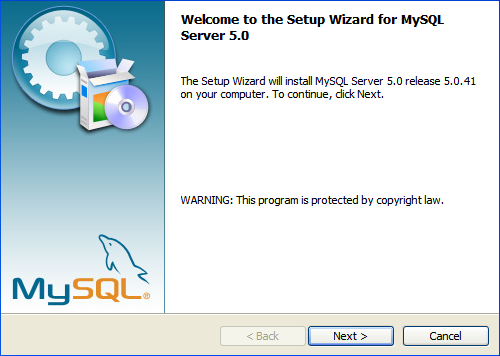 Welcome to the Setup Wizard for MySQL
Server 5.0
The Setup Wizard will install MySQL Server 5.0 release 5.0.41
on your computer. To continue, click Next.
WARNING: This program is protected by copyright law.
MySQL®
< Back
Next >
Cancel